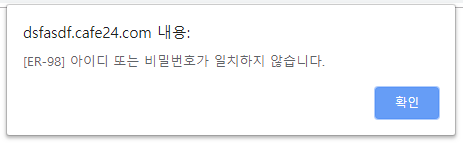 dsfasdf.cafe24.com 내용:
[ER-98] 아이디 또는 비밀번호가 일치하지 않습니다.
확인